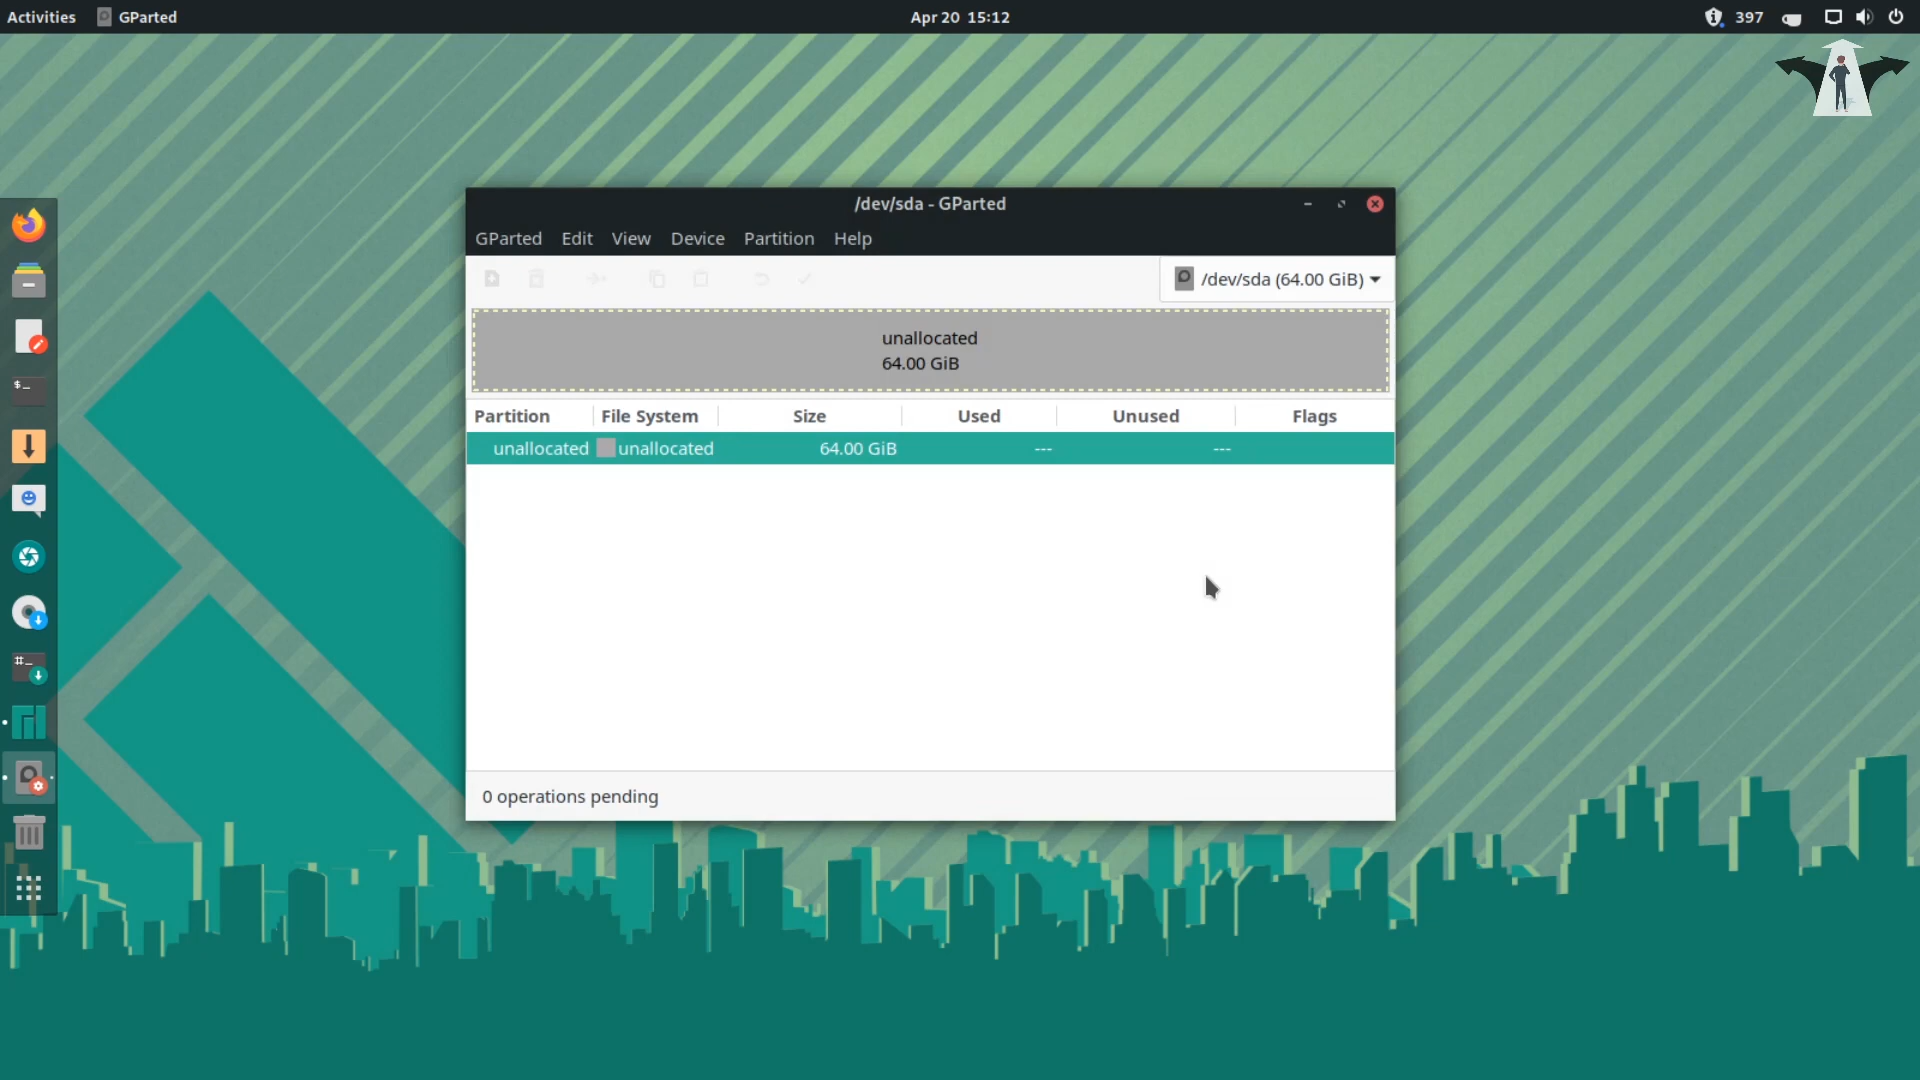 Activities GParted Apr 20 15:12 397
/dev/sda - GParted
GParted Edit View Device Partition Help
/dev/sda (64.00 GiB)
unallocated
64.00 GiB
Partition File System Size Used Unused Flags
unallocated unallocated 64.00 GiB --- ---
0 operations pending
$_
#_